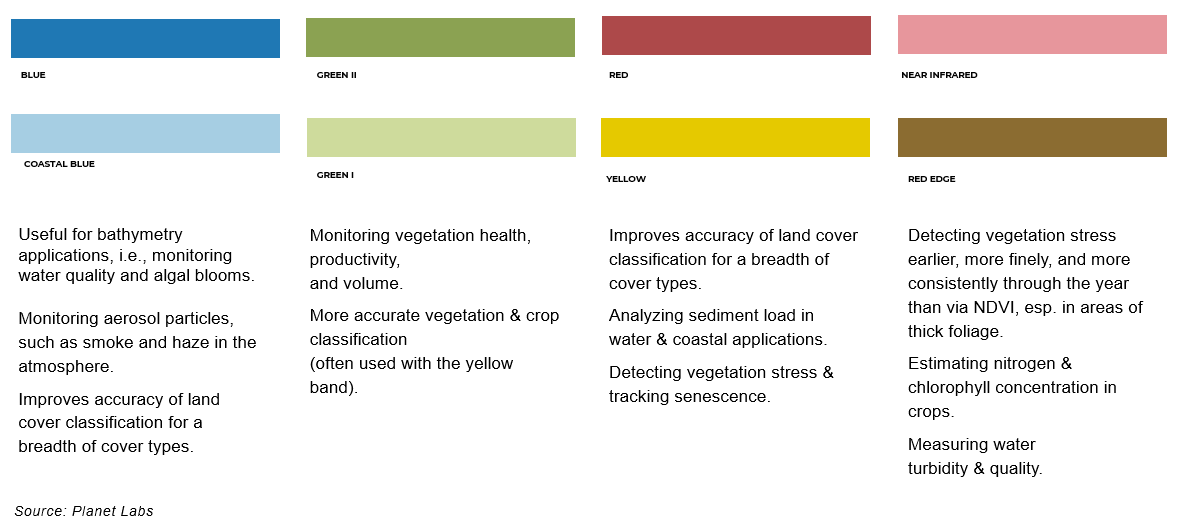 BLUE
GREEN II
RED
NEAR INFRARED
COASTAL BLUE
GREEN I
YELLOW
RED EDGE
Useful for bathymetry
applications, i.e., monitoring
water quality and algal blooms.
Monitoring aerosol particles,
such as smoke and haze in the
atmosphere.
Improves accuracy of land
cover classification for a
breadth of cover types.
Monitoring vegetation health,
productivity,
and volume.
More accurate vegetation & crop
classification
(often used with the yellow
band).
Improves accuracy of land cover
classification for a breadth of
cover types.
Analyzing sediment load in
water & coastal applications.
Detecting vegetation stress &
tracking senescence.
Detecting vegetation stress
earlier, more finely, and more
consistently through the year
than via NDVI, esp. in areas of
thick foliage.
Estimating nitrogen &
chlorophyll concentration in
crops.
Measuring water
turbidity & quality.
Source: Planet Labs